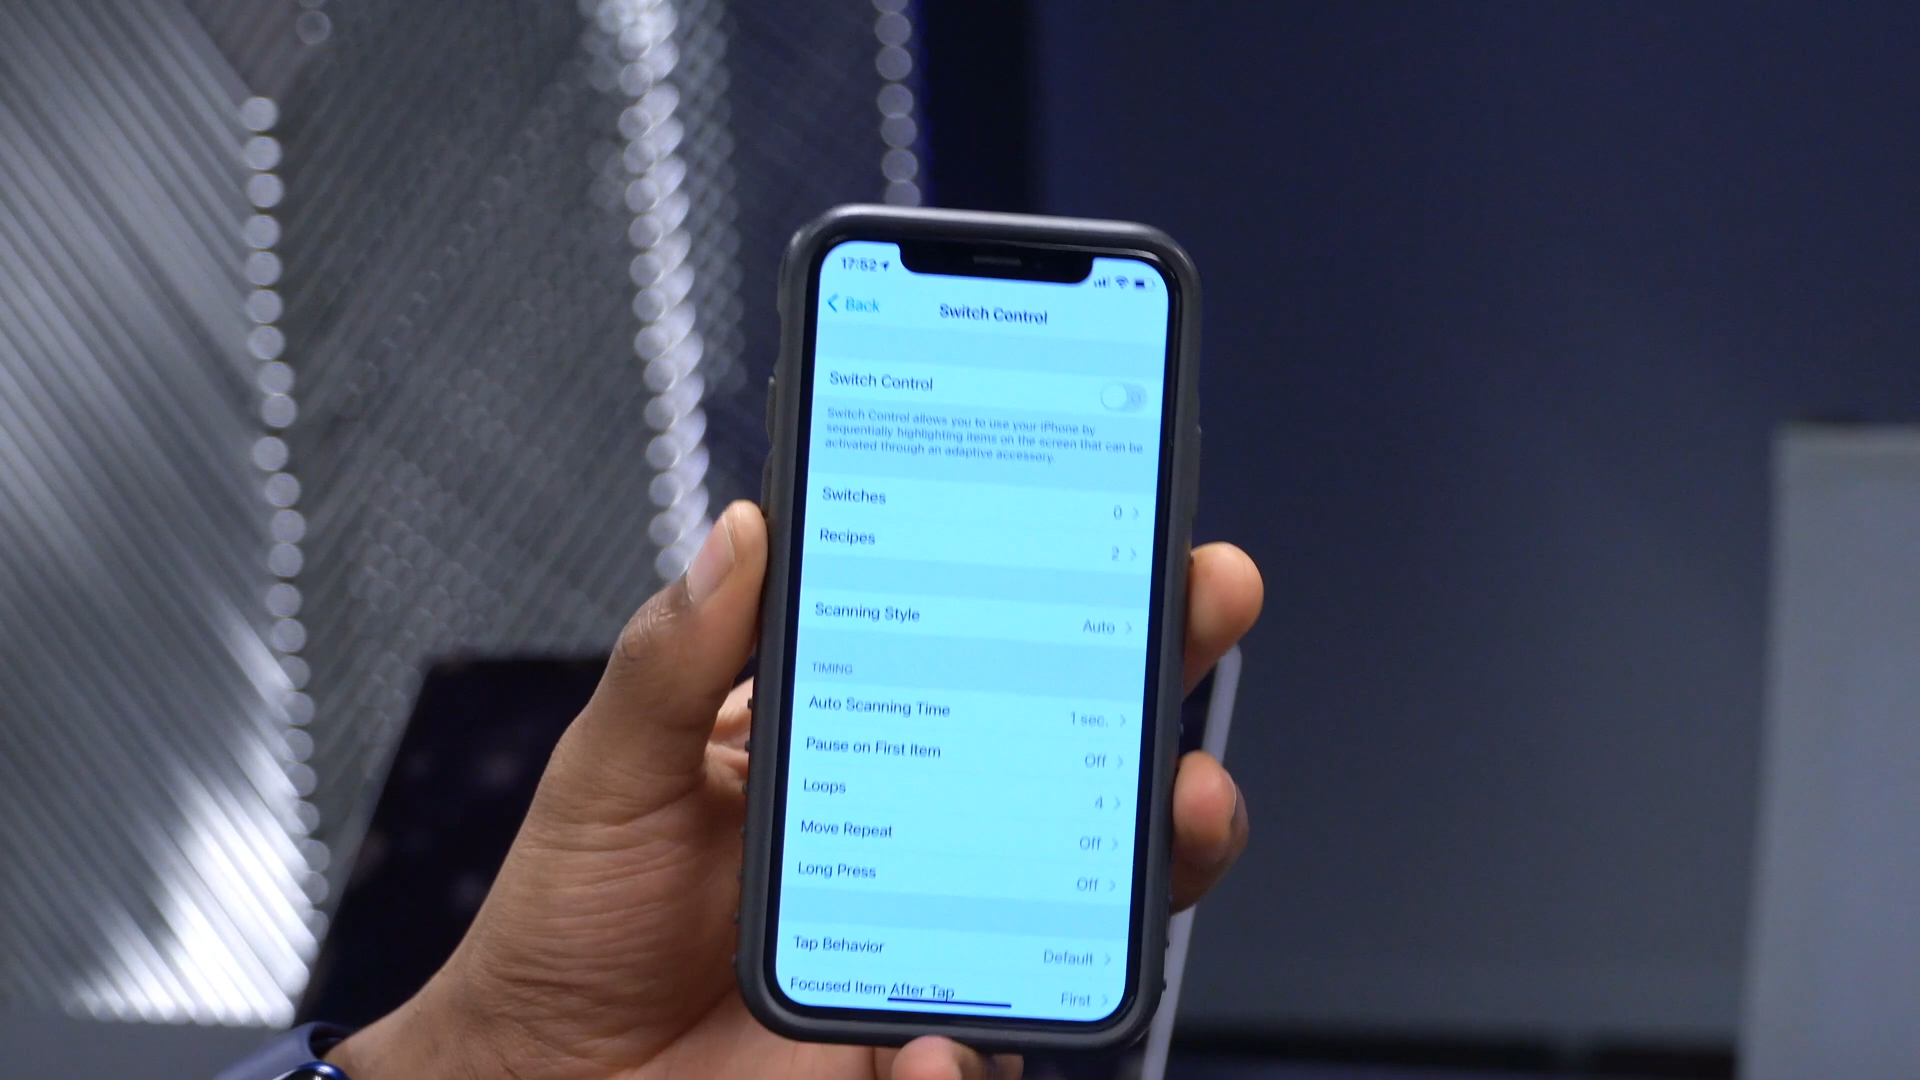 17:52
Back
Switch Control
Switch Control
Switch Control allows you to use your iPhone by
sequentially highlighting items on the screen that can be
activated through an adaptive accessory.
Switches 0
Recipes 2
Scanning Style Auto
TIMING
Auto Scanning Time 1 sec.
Pause on First Item Off
Loops 4
Move Repeat Off
Long Press Off
Tap Behavior Default
Focused Item After Tap First